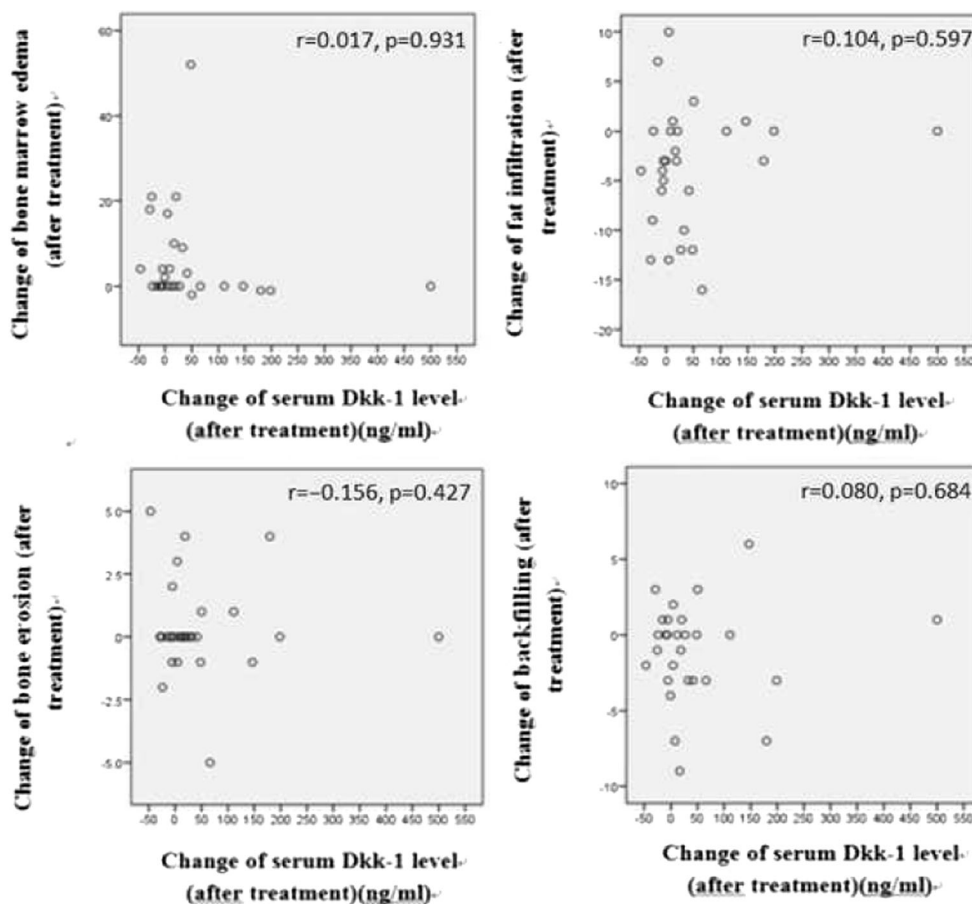 r=0.017, p=0.931
Change of bone marrow edema
(after treatment)
60
40
20
0
-50 0 50 100 150 200 250 300 350 400 450 500 550
Change of serum Dkk-1 level
(after treatment)(ng/ml)
r=0.104, p=0.597
Change of fat infiltration (after
treatment)
10
5
0
-5
-10
-15
-20
-50 0 50 100 150 200 250 300 350 400 450 500 550
Change of serum Dkk-1 level
(after treatment)(ng/ml)
r=−0.156, p=0.427
Change of bone erosion (after
treatment)
5.0
2.5
0
-2.5
-5.0
-50 0 50 100 150 200 250 300 350 400 450 500 550
Change of serum Dkk-1 level
(after treatment)(ng/ml)
r=0.080, p=0.684
Change of backfilling (after
treatment)
10
5
0
-5
-10
-50 0 50 100 150 200 250 300 350 400 450 500 550
Change of serum Dkk-1 level
(after treatment)(ng/ml)